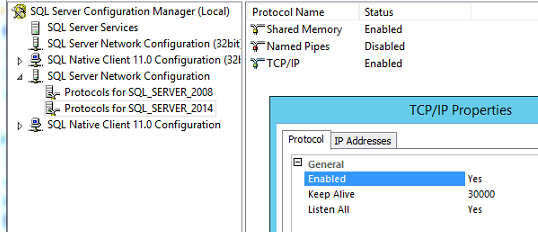 SQL Server Configuration Manager (Local)
SQL Server Services
SQL Server Network Configuration (32bit
SQL Native Client 11.0 Configuration (32b
SQL Server Network Configuration
Protocols for SQL_SERVER_2008
Protocols for SQL_SERVER_2014
SQL Native Client 11.0 Configuration
Protocol Name Status
Shared Memory Enabled
Named Pipes Disabled
TCP/IP Enabled
TCP/IP Properties
Protocol IP Addresses
General
Enabled Yes
Keep Alive 30000
Listen All Yes